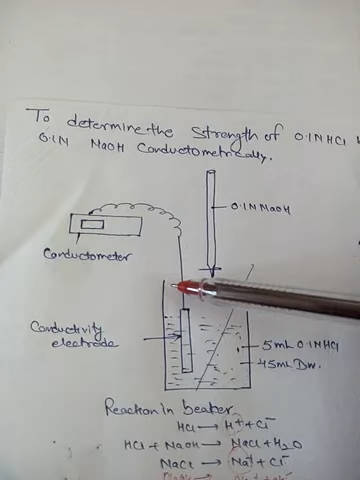 To determine the Strength of 0.1N HCl
0.1N NaOH Conductometrically.
0.1N NaOH
Conductometer
Conductivity
electrode
5mL 0.1N HCl
45mL Dw.
Reaction in beaker
HCl → H⁺ + Cl⁻
HCl + NaOH → NaCl + H₂O
NaCl → Na⁺ + Cl⁻